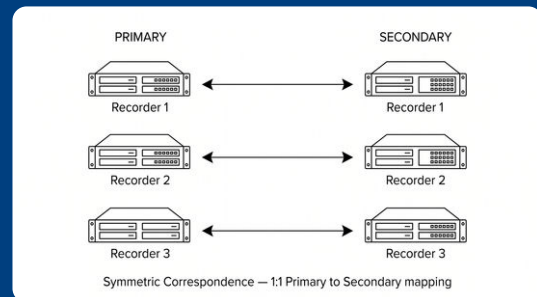 PRIMARY SECONDARY
Recorder 1 Recorder 1
Recorder 2 Recorder 2
Recorder 3 Recorder 3
Symmetric Correspondence — 1:1 Primary to Secondary mapping